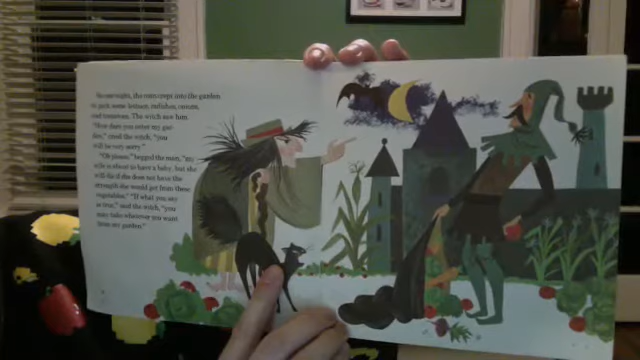 So one night, the man crept into the garden
to gain some lettuce, radishes, onions,
and tomatoes. The witch saw him.
"How dare you enter my gar-
den," cried the witch, "you
will be very sorry."
"Oh please," begged the man, "my
wife is about to have a baby, but she
will die if she does not have the
strength she would get from these
vegetables." "If what you say
is true," said the witch, "you
may take whatever you want
from my garden."